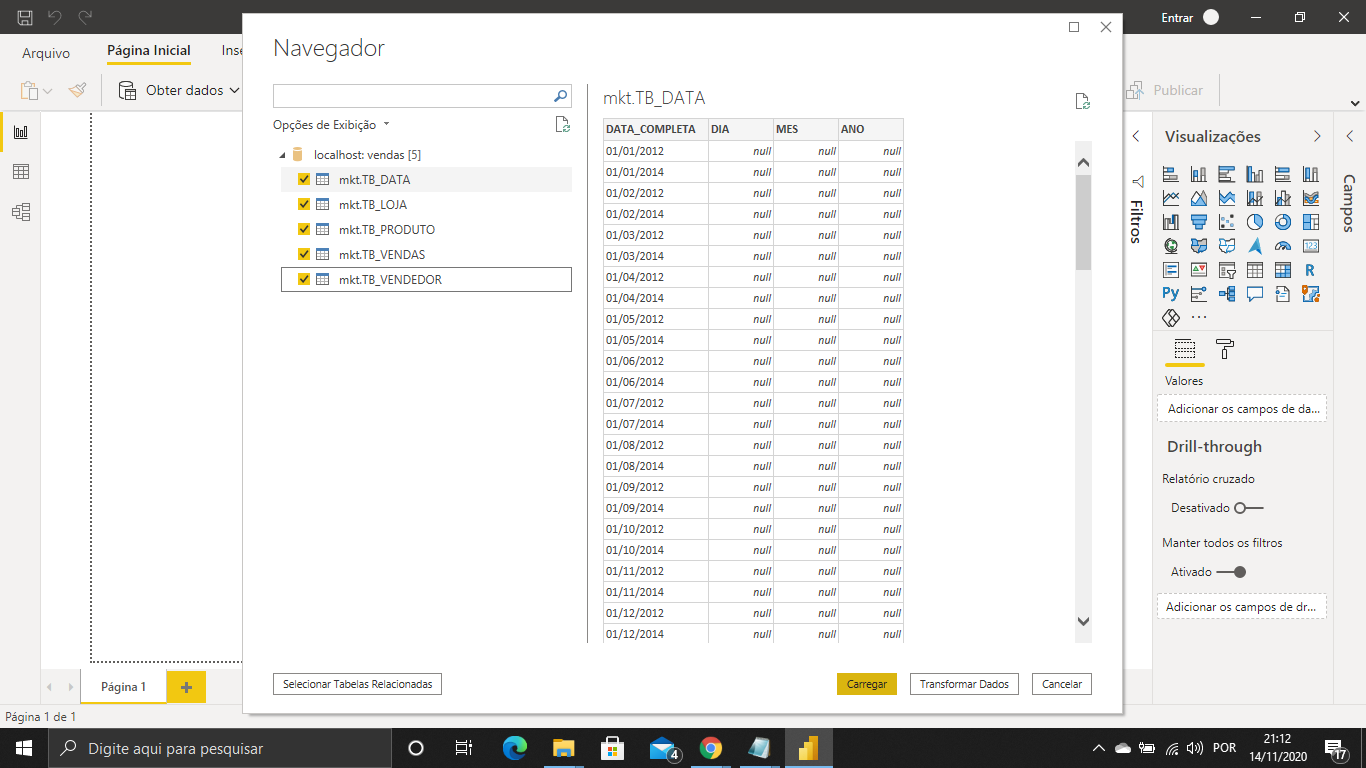 Entrar
Arquivo
Página Inicial
Inse
Obter dados
Publicar
Navegador
Opções de Exibição
localhost: vendas [5]
mkt.TB_DATA
mkt.TB_LOJA
mkt.TB_PRODUTO
mkt.TB_VENDAS
mkt.TB_VENDEDOR
mkt.TB_DATA
DATA_COMPLETA DIA MES ANO
01/01/2012 null null null
01/01/2014 null null null
01/02/2012 null null null
01/02/2014 null null null
01/03/2012 null null null
01/03/2014 null null null
01/04/2012 null null null
01/04/2014 null null null
01/05/2012 null null null
01/05/2014 null null null
01/06/2012 null null null
01/06/2014 null null null
01/07/2012 null null null
01/07/2014 null null null
01/08/2012 null null null
01/08/2014 null null null
01/09/2012 null null null
01/09/2014 null null null
01/10/2012 null null null
01/10/2014 null null null
01/11/2012 null null null
01/11/2014 null null null
01/12/2012 null null null
01/12/2014 null null null
Selecionar Tabelas Relacionadas
Carregar
Transformar Dados
Cancelar
Filtros
Visualizações
123
R
Py
...
Valores
Adicionar os campos de da...
Drill-through
Relatório cruzado
Desativado
Manter todos os filtros
Ativado
Adicionar os campos de dr...
Campos
Página 1
+
Página 1 de 1
Digite aqui para pesquisar
4
POR
21:12
14/11/2020
17